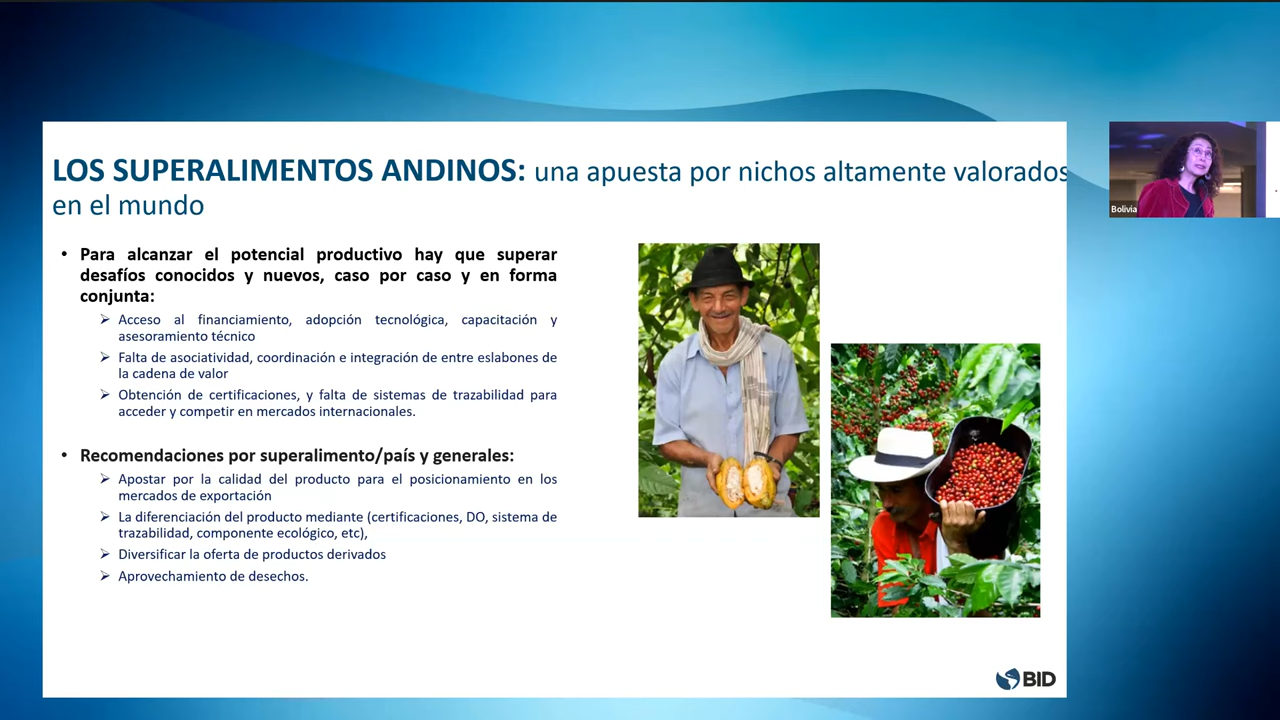 LOS SUPERALIMENTOS ANDINOS: una apuesta por nichos altamente valorados
en el mundo
• Para alcanzar el potencial productivo hay que superar
desafíos conocidos y nuevos, caso por caso y en forma
conjunta:
➢ Acceso al financiamiento, adopción tecnológica, capacitación y
asesoramiento técnico
➢ Falta de asociatividad, coordinación e integración de entre eslabones de
la cadena de valor
➢ Obtención de certificaciones, y falta de sistemas de trazabilidad para
acceder y competir en mercados internacionales.
• Recomendaciones por superalimento/país y generales:
➢ Apostar por la calidad del producto para el posicionamiento en los
mercados de exportación
➢ La diferenciación del producto mediante (certificaciones, DO, sistema de
trazabilidad, componente ecológico, etc),
➢ Diversificar la oferta de productos derivados
➢ Aprovechamiento de desechos.
BID
Bolivia